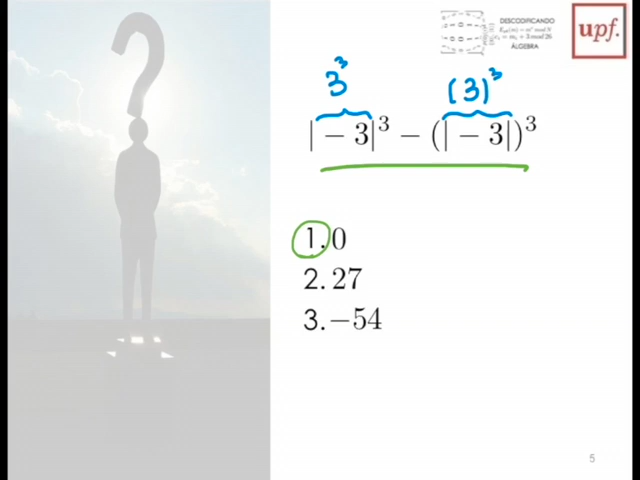 DESCODIFICANDO
ÁLGEBRA
upf.
3³ (3)³
|−3|³ − (|−3|)³
1. 0
2. 27
3. −54
5